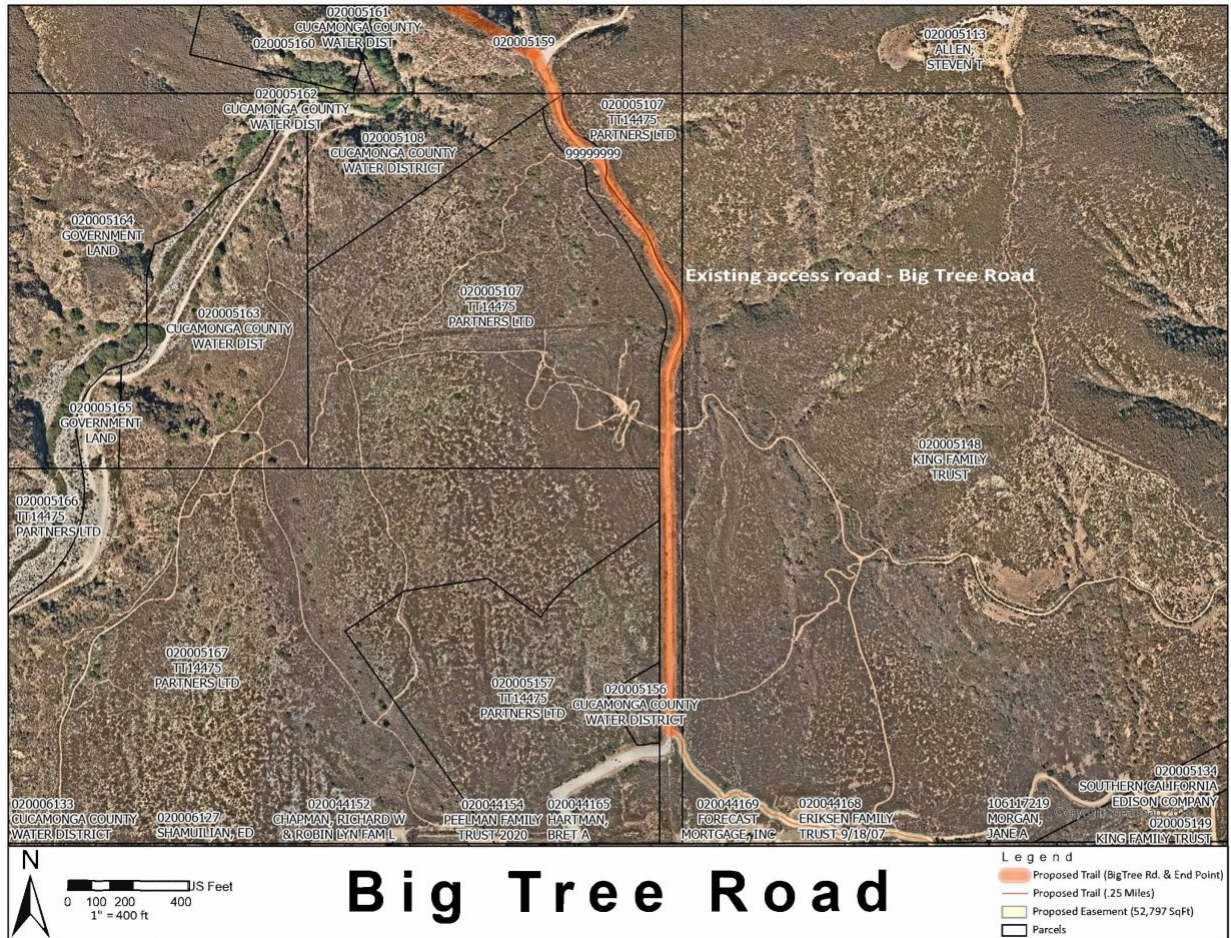 020005161
CUCAMONGA COUNTY
WATER DIST
020005160
020005159
020005113
ALLEN,
STEVEN T
020005162
CUCAMONGA COUNTY
WATER DIST
020005107
TT14475
PARTNERS LTD
020005108
CUCAMONGA COUNTY
WATER DISTRICT
99999999
020005164
GOVERNMENT
LAND
Existing access road - Big Tree Road
020005107
TT14475
PARTNERS LTD
020005163
CUCAMONGA COUNTY
WATER DIST
020005165
GOVERNMENT
LAND
020005148
KING FAMILY
TRUST
020005166
TT14475
PARTNERS LTD
020005167
TT14475
PARTNERS LTD
020005157
TT14475
PARTNERS LTD
020005156
CUCAMONGA COUNTY
WATER DISTRICT
020005134
SOUTHERN CALIFORNIA
EDISON COMPANY
020006133
CUCAMONGA COUNTY
WATER DISTRICT
020006127
SHAMUILIAN, ED
020044152
CHAPMAN, RICHARD W
& ROBIN LYN FAM L
020044154
PEELMAN FAMILY
TRUST 2020
020044165
HARTMAN,
BRET A
020044169
FORECAST
MORTGAGE, INC
020044168
ERIKSEN FAMILY
TRUST 9/18/07
106117219
MORGAN,
JANE A
020005149
KING FAMILY TRUST
N
US Feet
0 100 200 400
1" = 400 ft
Big Tree Road
Legend
Proposed Trail (BigTree Rd. & End Point)
Proposed Trail (.25 Miles)
Proposed Easement (52,797 SqFt)
Parcels